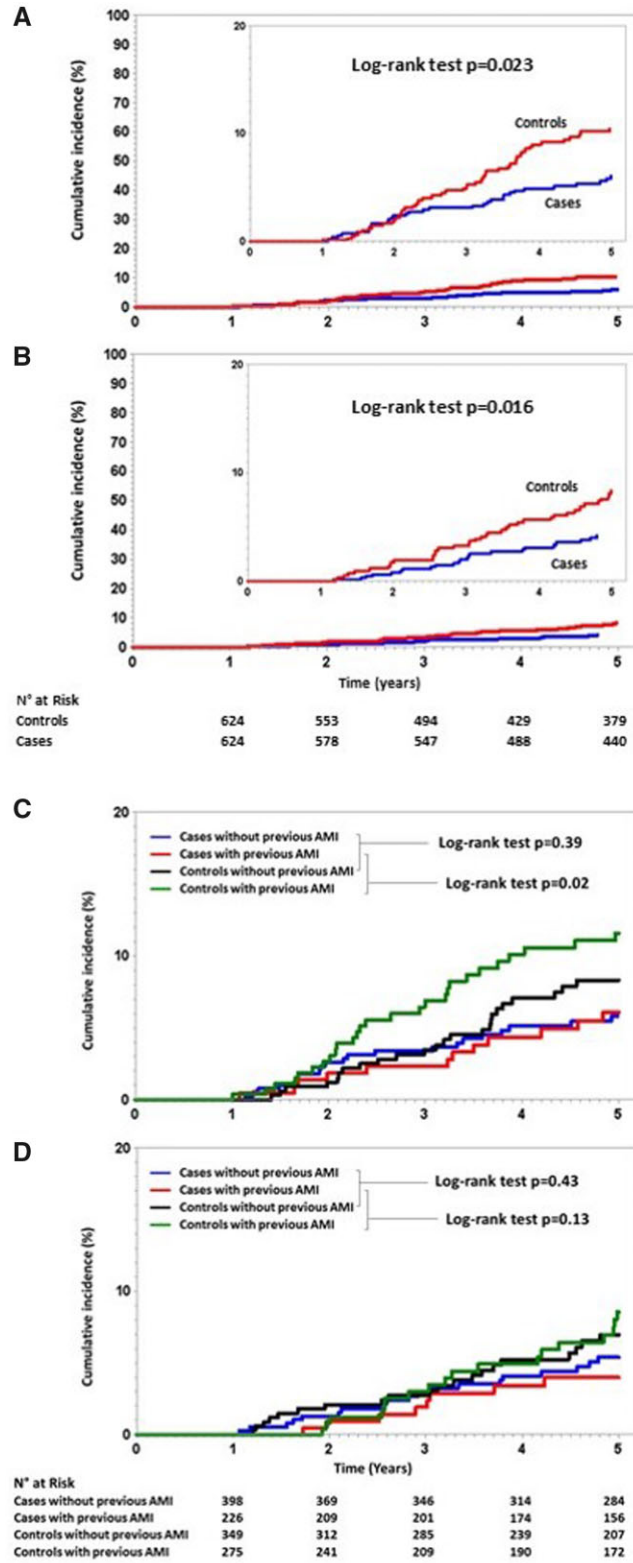 A
Cumulative incidence (%)
100
90
80
70
60
50
40
30
20
10
0
20
10
0
Log-rank test p=0.023
Controls
Cases
0 1 2 3 4 5
0 1 2 3 4 5
B
Cumulative incidence (%)
100
90
80
70
60
50
40
30
20
10
0
20
10
0
Log-rank test p=0.016
Controls
Cases
0 1 2 3 4 5
0 1 2 3 4 5
Time (years)
N° at Risk
Controls 624 553 494 429 379
Cases 624 578 547 488 440
C
Cumulative incidence (%)
20
10
0
Cases without previous AMI
Cases with previous AMI
Controls without previous AMI
Controls with previous AMI
Log-rank test p=0.39
Log-rank test p=0.02
0 1 2 3 4 5
D
Cumulative incidence (%)
20
10
0
Cases without previous AMI
Cases with previous AMI
Controls without previous AMI
Controls with previous AMI
Log-rank test p=0.43
Log-rank test p=0.13
0 1 2 3 4 5
Time (Years)
N° at Risk
Cases without previous AMI 398 369 346 314 284
Cases with previous AMI 226 209 201 174 156
Controls without previous AMI 349 312 285 239 207
Controls with previous AMI 275 241 209 190 172